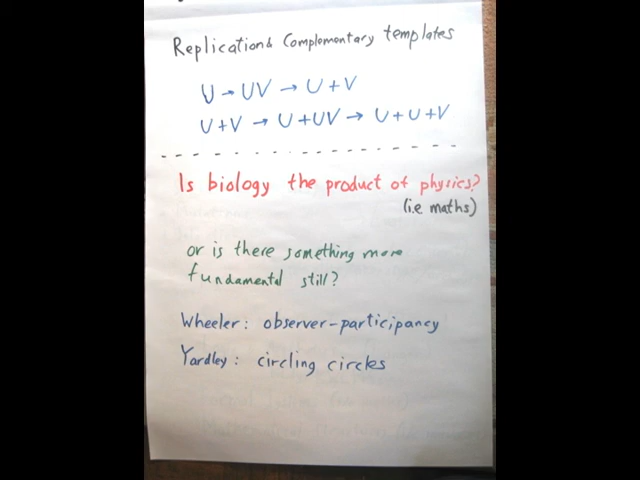 Replication & Complementary templates
U → UV → U + V
U + V → U + UV → U + U + V
Is biology the product of physics?
(i.e maths)
or is there something more
fundamental still?
Wheeler: observer-participancy
Yardley: circling circles